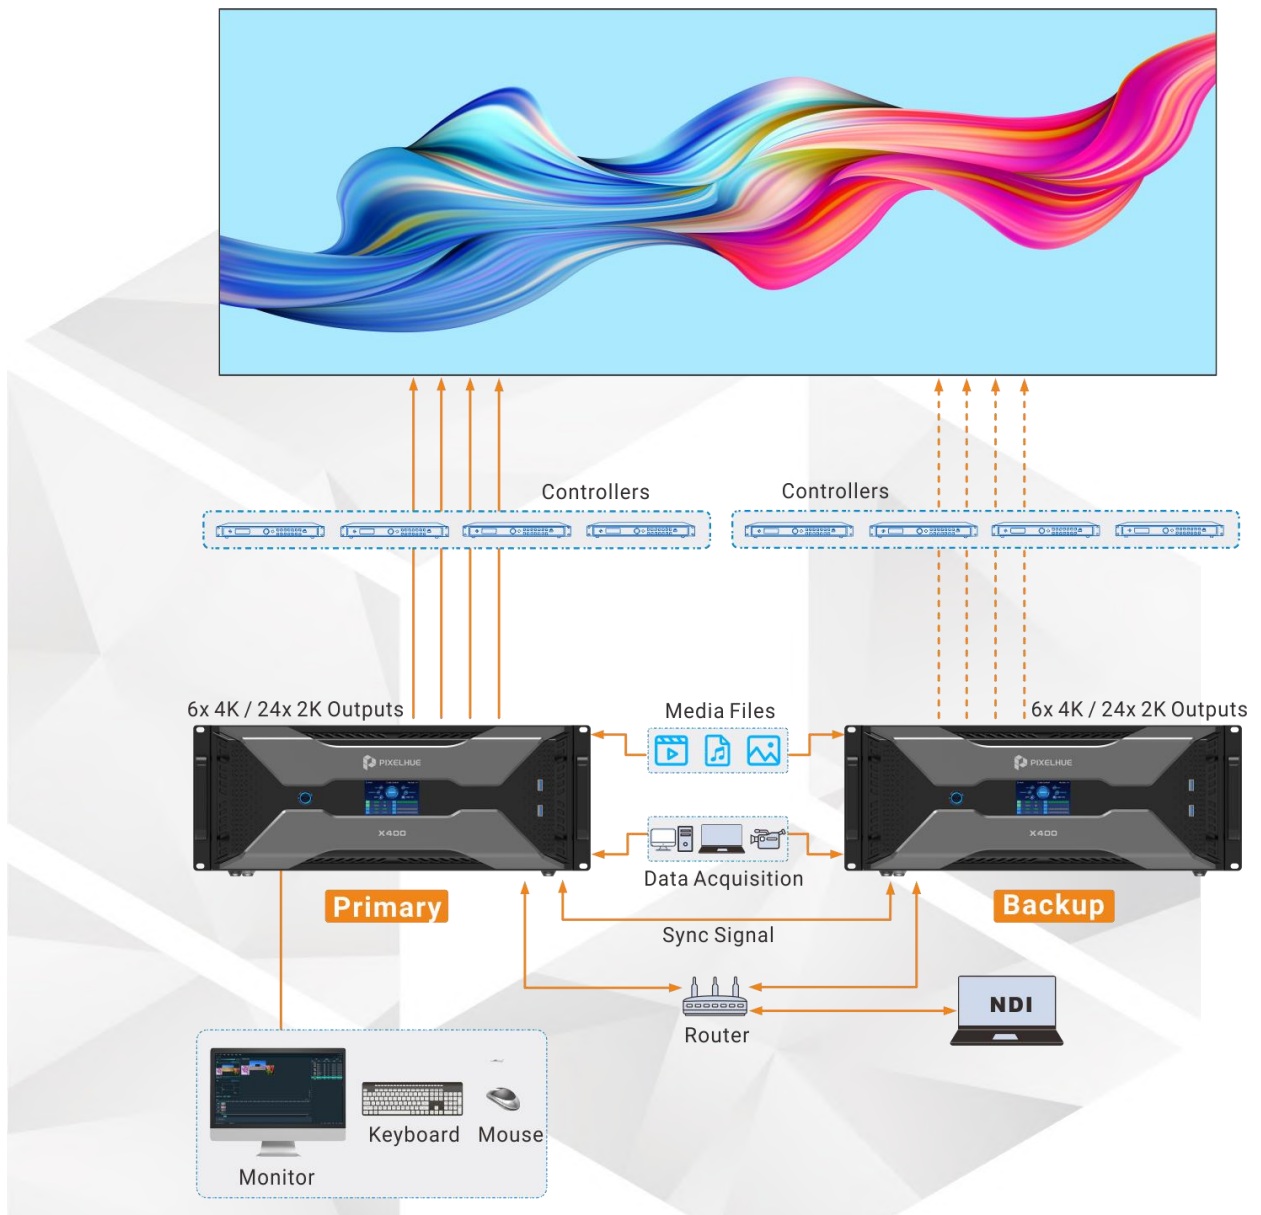 Controllers
Controllers
6x 4K / 24x 2K Outputs
Media Files
6x 4K / 24x 2K Outputs
PIXELHUE
PIXELHUE
X400
X400
Data Acquisition
Primary
Backup
Sync Signal
NDI
Router
Keyboard
Mouse
Monitor